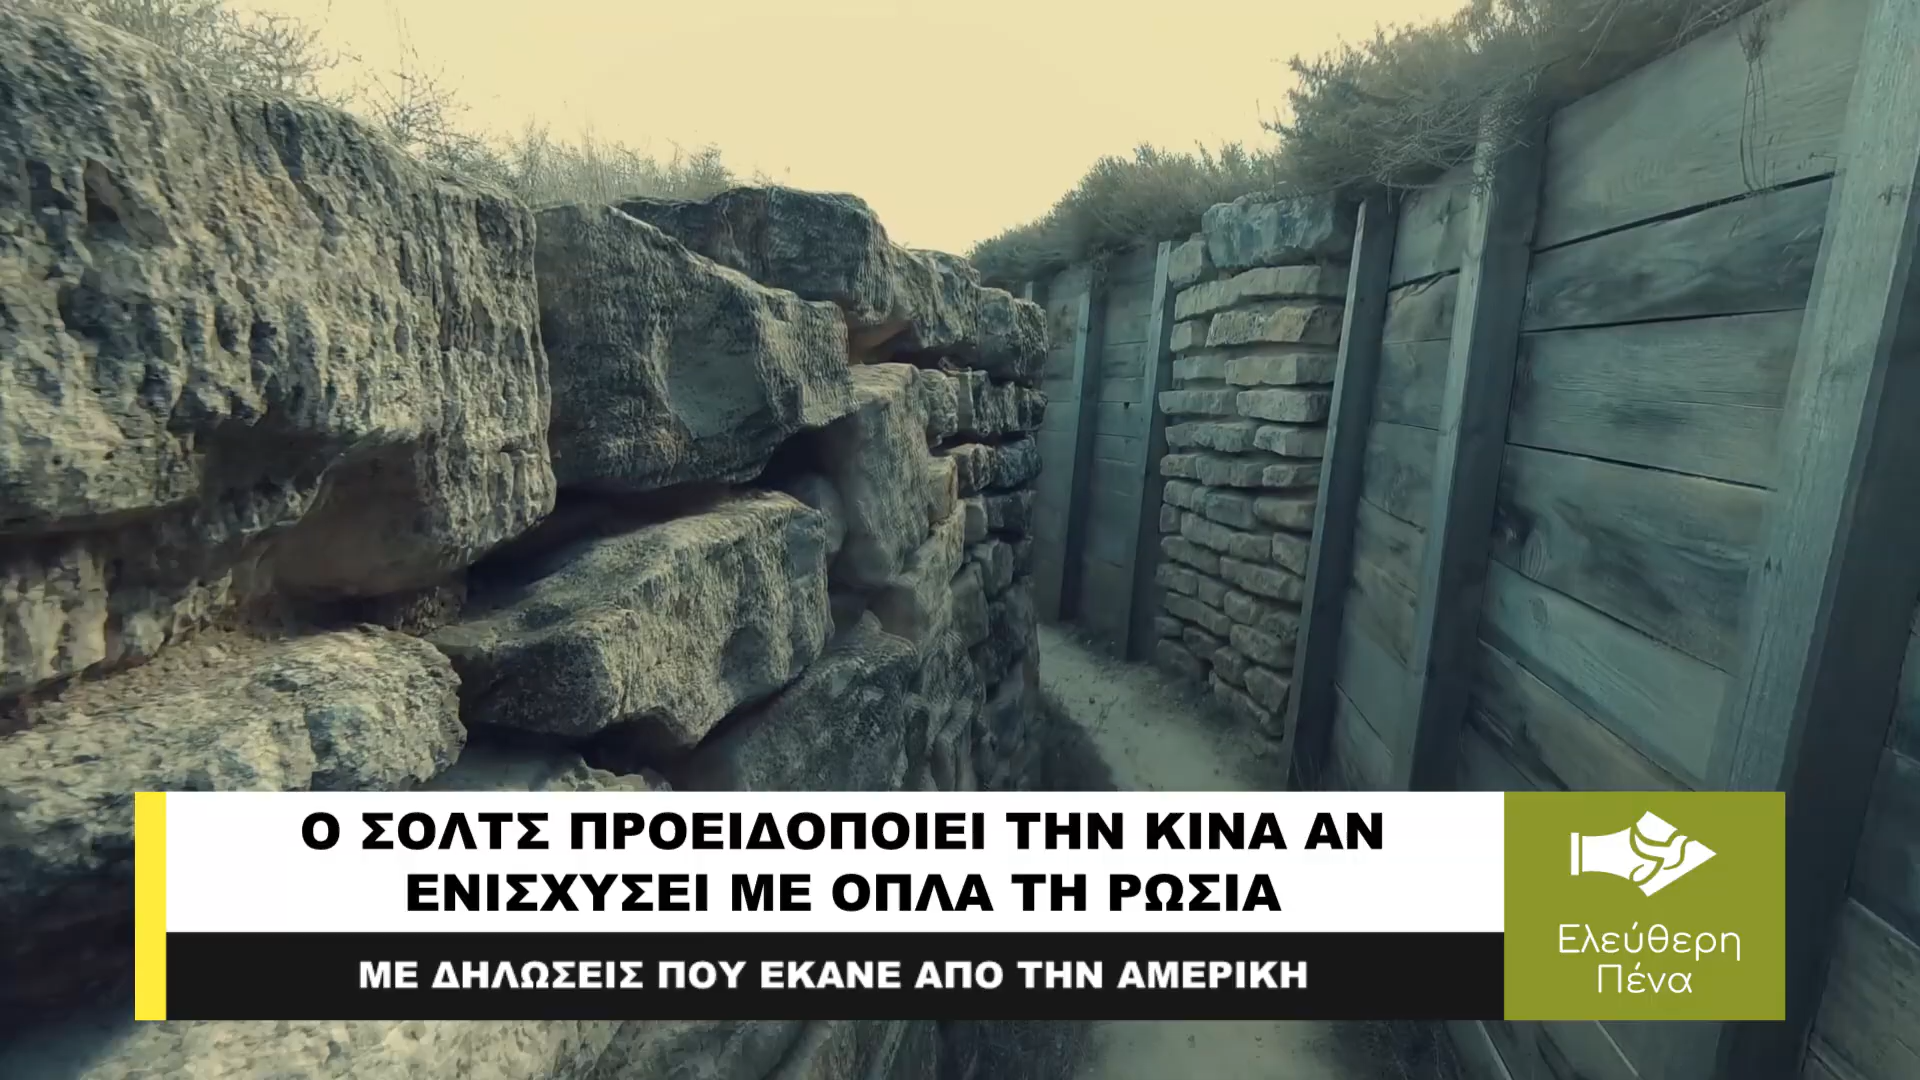 Ο ΣΟΛΤΣ ΠΡΟΕΙΔΟΠΟΙΕΙ ΤΗΝ ΚΙΝΑ ΑΝ
ΕΝΙΣΧΥΣΕΙ ΜΕ ΟΠΛΑ ΤΗ ΡΩΣΙΑ
ΜΕ ΔΗΛΩΣΕΙΣ ΠΟΥ ΕΚΑΝΕ ΑΠΟ ΤΗΝ ΑΜΕΡΙΚΗ
Ελεύθερη
Πένα